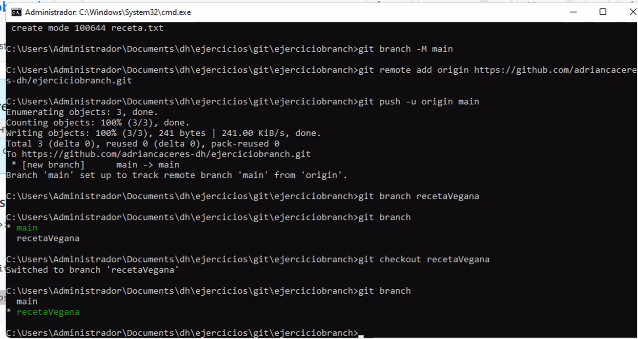 Administrador: C:\Windows\System32\cmd.exe
create mode 100644 receta.txt
C:\Users\Administrador\Documents\dh\ejercicios\git\ejerciciobranch>git branch -M main
C:\Users\Administrador\Documents\dh\ejercicios\git\ejerciciobranch>git remote add origin https://github.com/adriancacere
s-dh/ejerciciobranch.git
C:\Users\Administrador\Documents\dh\ejercicios\git\ejerciciobranch>git push -u origin main
Enumerating objects: 3, done.
Counting objects: 100% (3/3), done.
Writing objects: 100% (3/3), 241 bytes | 241.00 KiB/s, done.
Total 3 (delta 0), reused 0 (delta 0), pack-reused 0
To https://github.com/adriancaceres-dh/ejerciciobranch.git
* [new branch]      main -> main
Branch 'main' set up to track remote branch 'main' from 'origin'.
C:\Users\Administrador\Documents\dh\ejercicios\git\ejerciciobranch>git branch recetaVegana
C:\Users\Administrador\Documents\dh\ejercicios\git\ejerciciobranch>git branch
* main
recetaVegana
C:\Users\Administrador\Documents\dh\ejercicios\git\ejerciciobranch>git checkout recetaVegana
Switched to branch 'recetaVegana'
C:\Users\Administrador\Documents\dh\ejercicios\git\ejerciciobranch>git branch
main
* recetaVegana
C:\Users\Administrador\Documents\dh\ejercicios\git\ejerciciobranch>